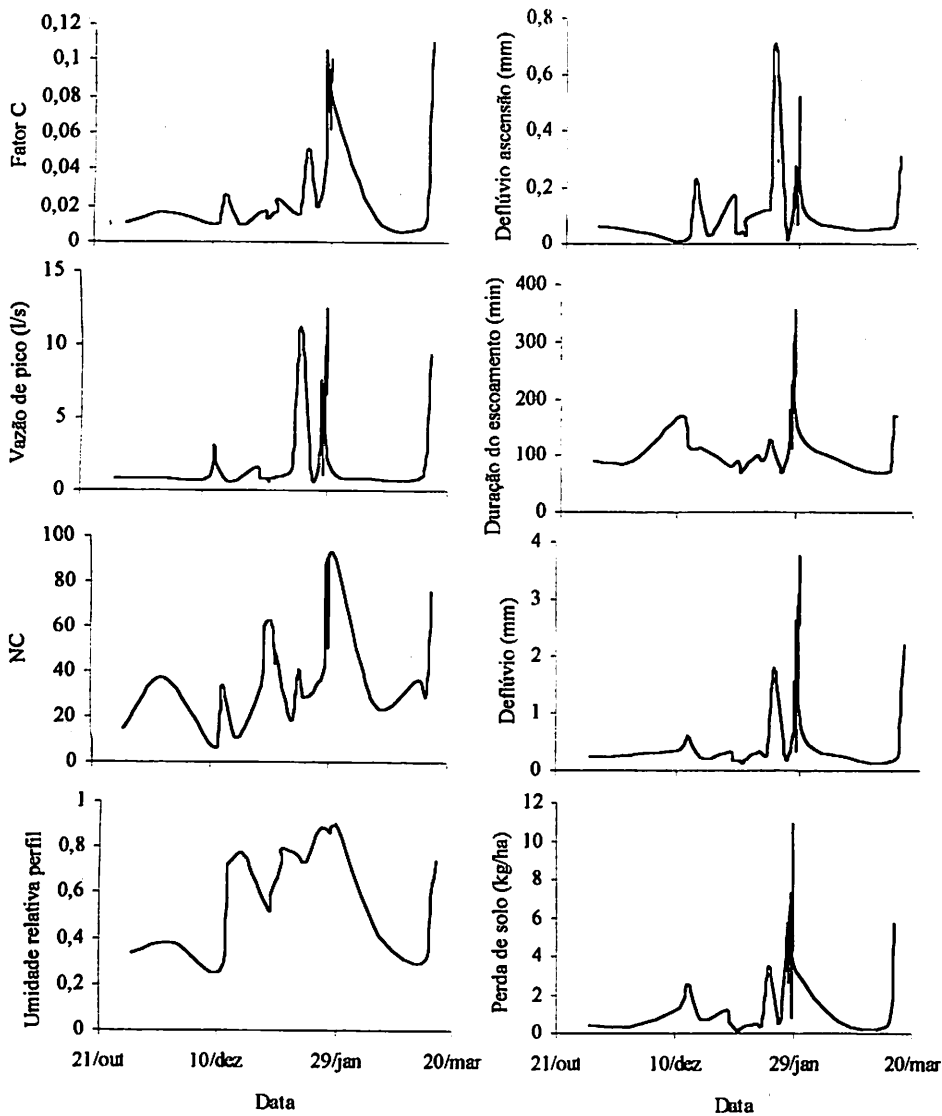 Fator C
0,12
0,1
0,08
0,06
0,04
0,02
0
Deflúvio ascensão (mm)
0,8
0,6
0,4
0,2
0
Vazão de pico (l/s)
15
10
5
0
Duração do escoamento (min)
400
300
200
100
0
NC
100
80
60
40
20
0
Deflúvio (mm)
4
3
2
1
0
Umidade relativa perfil
1
0,8
0,6
0,4
0,2
0
21/out
10/dez
29/jan
20/mar
Data
Perda de solo (kg/ha)
12
10
8
6
4
2
0
21/out
10/dez
29/jan
20/mar
Data